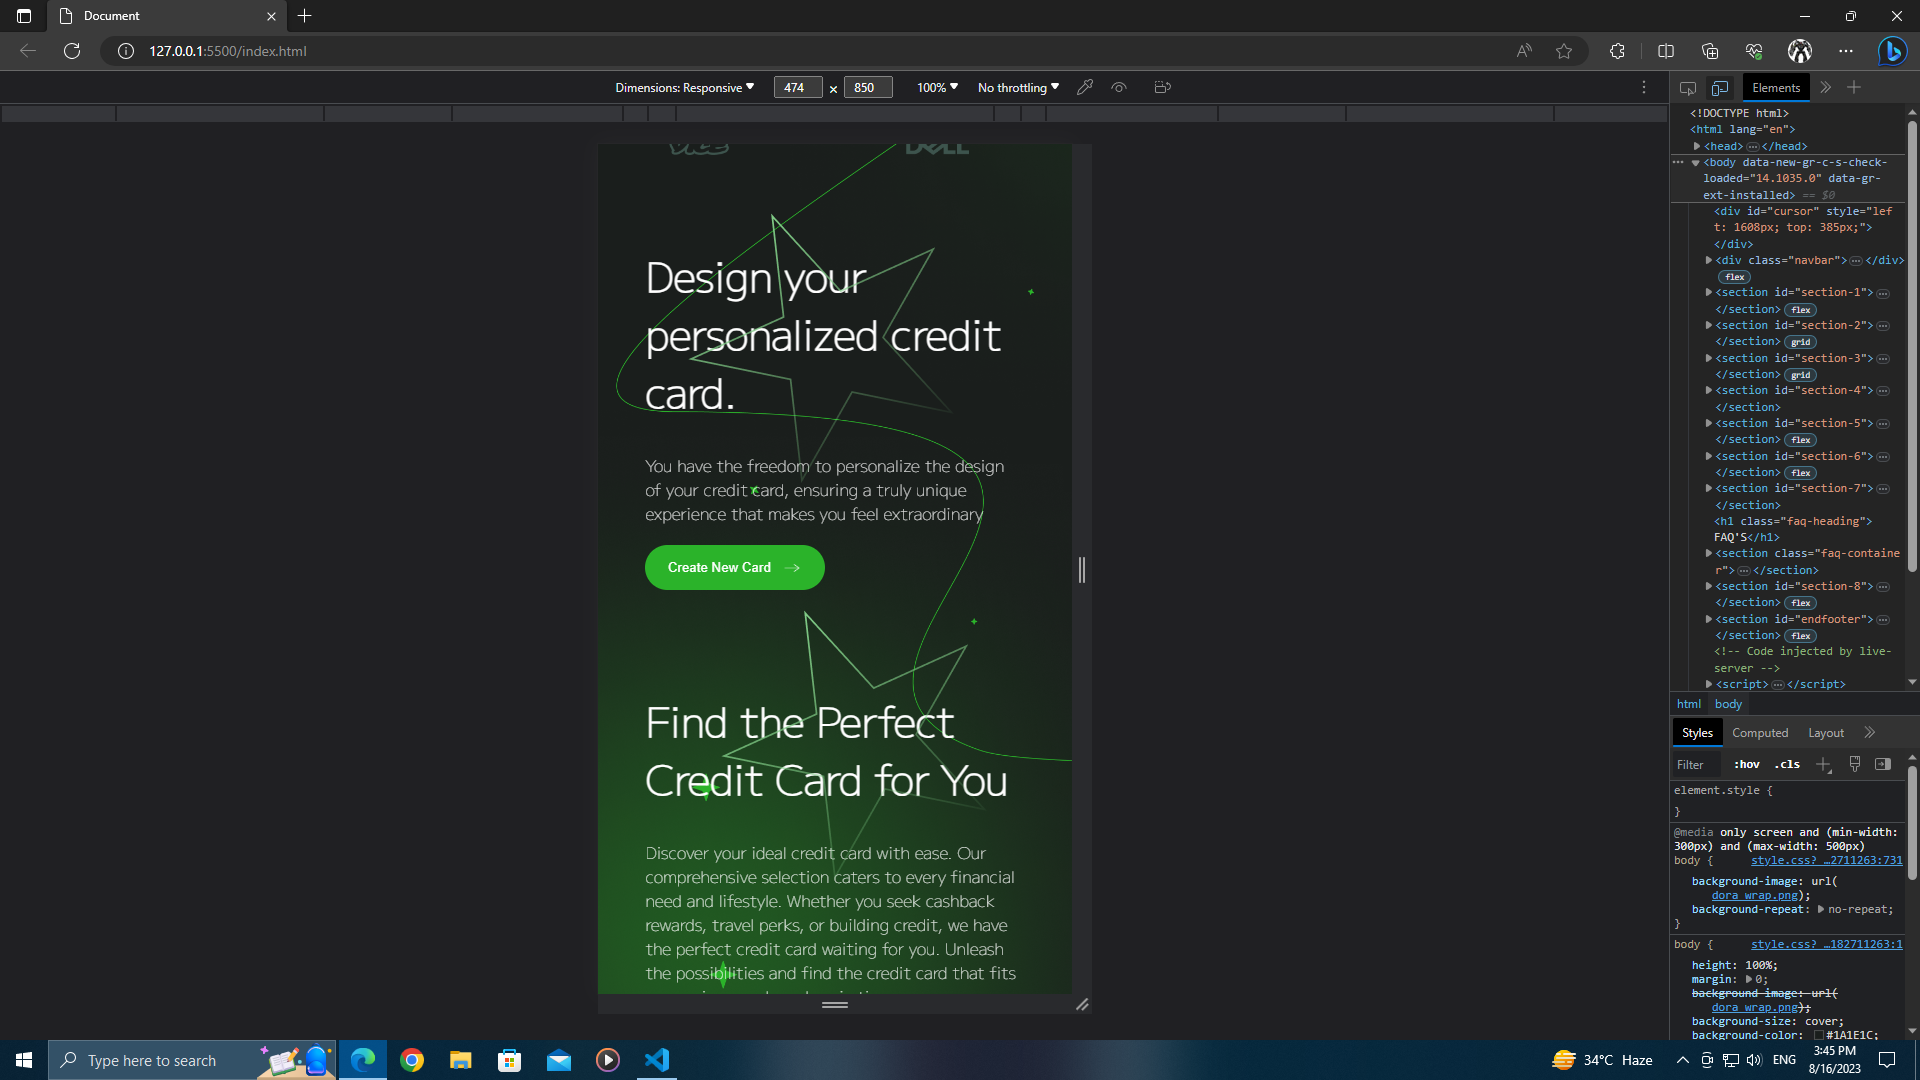 Document
127.0.0.1:5500/index.html
Dimensions: Responsive
474 × 850
100%
No throttling
Elements
<!DOCTYPE html>
<html lang="en">
<head> </head>
<body data-new-gr-c-s-check-
loaded="14.1035.0" data-gr-
ext-installed> == $0
<div id="cursor" style="lef
t: 1608px; top: 385px;">
</div>
<div class="navbar"> </div>
flex
<section id="section-1">
</section> flex
<section id="section-2">
</section> grid
<section id="section-3">
</section> grid
<section id="section-4">
</section>
<section id="section-5">
</section> flex
<section id="section-6">
</section> flex
<section id="section-7">
</section>
<h1 class="faq-heading">
FAQ'S</h1>
<section class="faq-containe
r"> </section>
<section id="section-8">
</section> flex
<section id="endfooter">
</section> flex
<!-- Code injected by live-
server -->
<script> </script>
html body
Styles Computed Layout
Filter :hov .cls
element.style {
}
@media only screen and (min-width:
300px) and (max-width: 500px)
body { style.css?_…2711263:731
background-image: url(
dora wrap.png);
background-repeat: no-repeat;
}
body { style.css?_…182711263:1
height: 100%;
margin: 0;
background-image: url(
dora wrap.png);
background-size: cover;
background-color: #1A1E1C;
DELL
Design your
personalized credit
card.
You have the freedom to personalize the design
of your credit card, ensuring a truly unique
experience that makes you feel extraordinary
Create New Card
Find the Perfect
Credit Card for You
Discover your ideal credit card with ease. Our
comprehensive selection caters to every financial
need and lifestyle. Whether you seek cashback
rewards, travel perks, or building credit, we have
the perfect credit card waiting for you. Unleash
the possibilities and find the credit card that fits
Type here to search
34°C Haze
ENG
3:45 PM
8/16/2023